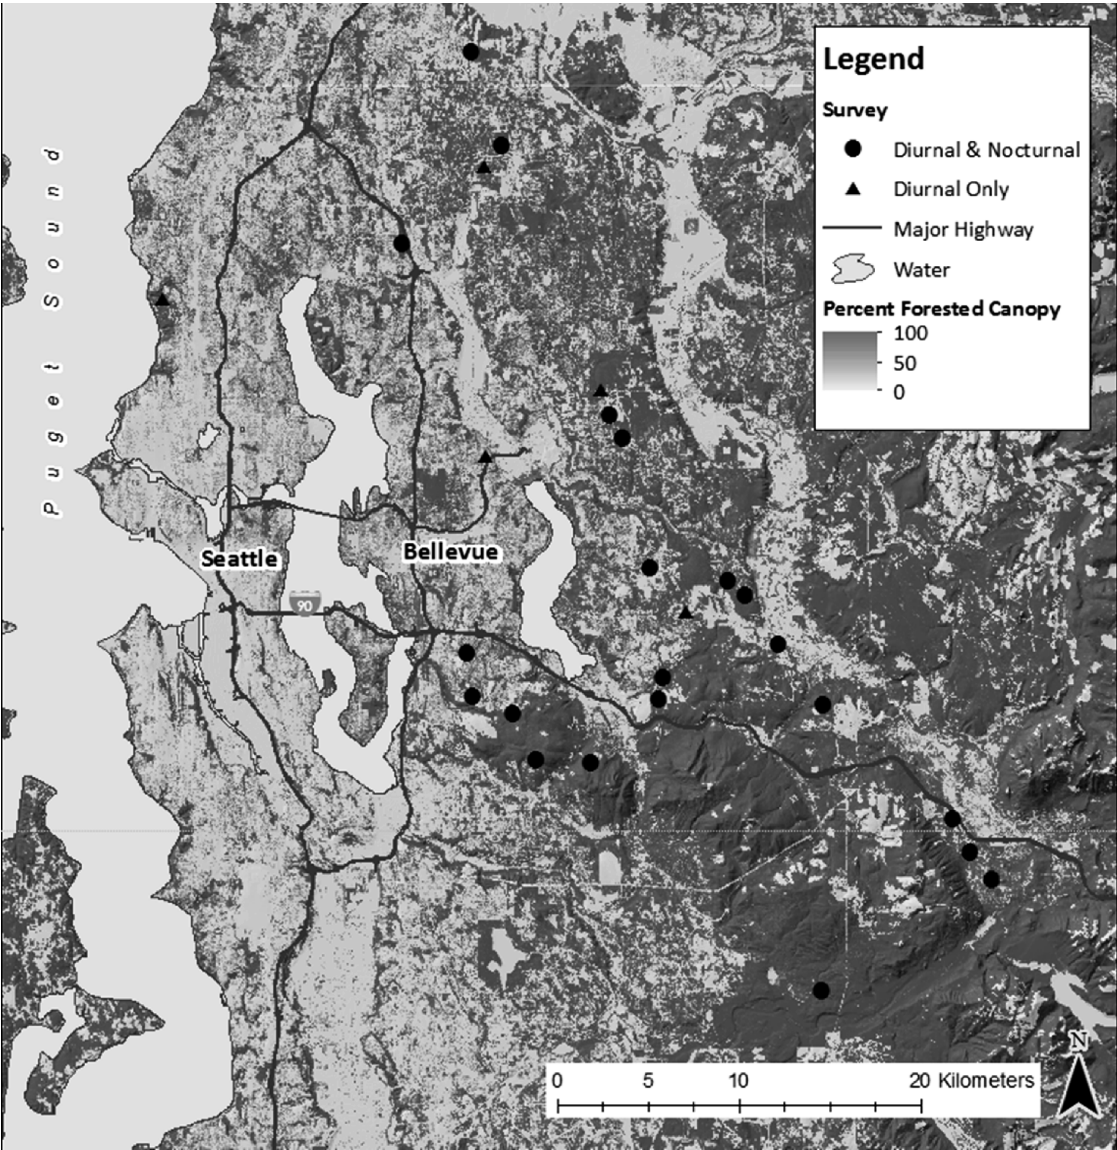 Legend
Survey
Diurnal & Nocturnal
Diurnal Only
Major Highway
Water
Percent Forested Canopy
100
50
0
Puget Sound
Seattle
Bellevue
90
N
0 5 10 20 Kilometers